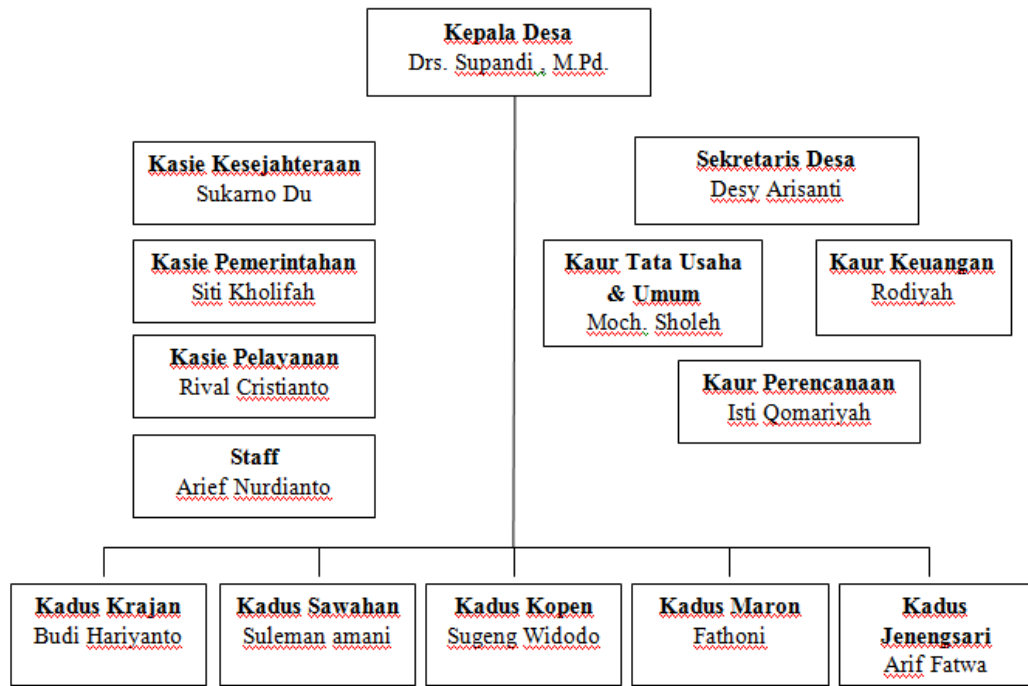 Kepala Desa
Drs. Supandi , M.Pd.
Kasie Kesejahteraan
Sukarno Du
Sekretaris Desa
Desy Arisanti
Kasie Pemerintahan
Siti Kholifah
Kaur Tata Usaha
& Umum
Moch. Sholeh
Kaur Keuangan
Rodiyah
Kasie Pelayanan
Rival Cristianto
Kaur Perencanaan
Isti Qomariyah
Staff
Arief Nurdianto
Kadus Krajan
Budi Hariyanto
Kadus Sawahan
Suleman amani
Kadus Kopen
Sugeng Widodo
Kadus Maron
Fathoni
Kadus
Jenengsari
Arif Fatwa